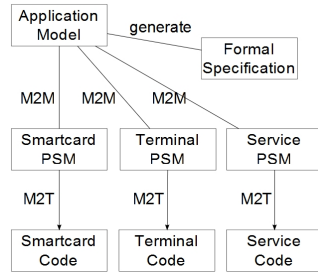 Application
Model
generate
Formal
Specification
M2M
M2M
M2M
Smartcard
PSM
Terminal
PSM
Service
PSM
M2T
M2T
M2T
Smartcard
Code
Terminal
Code
Service
Code